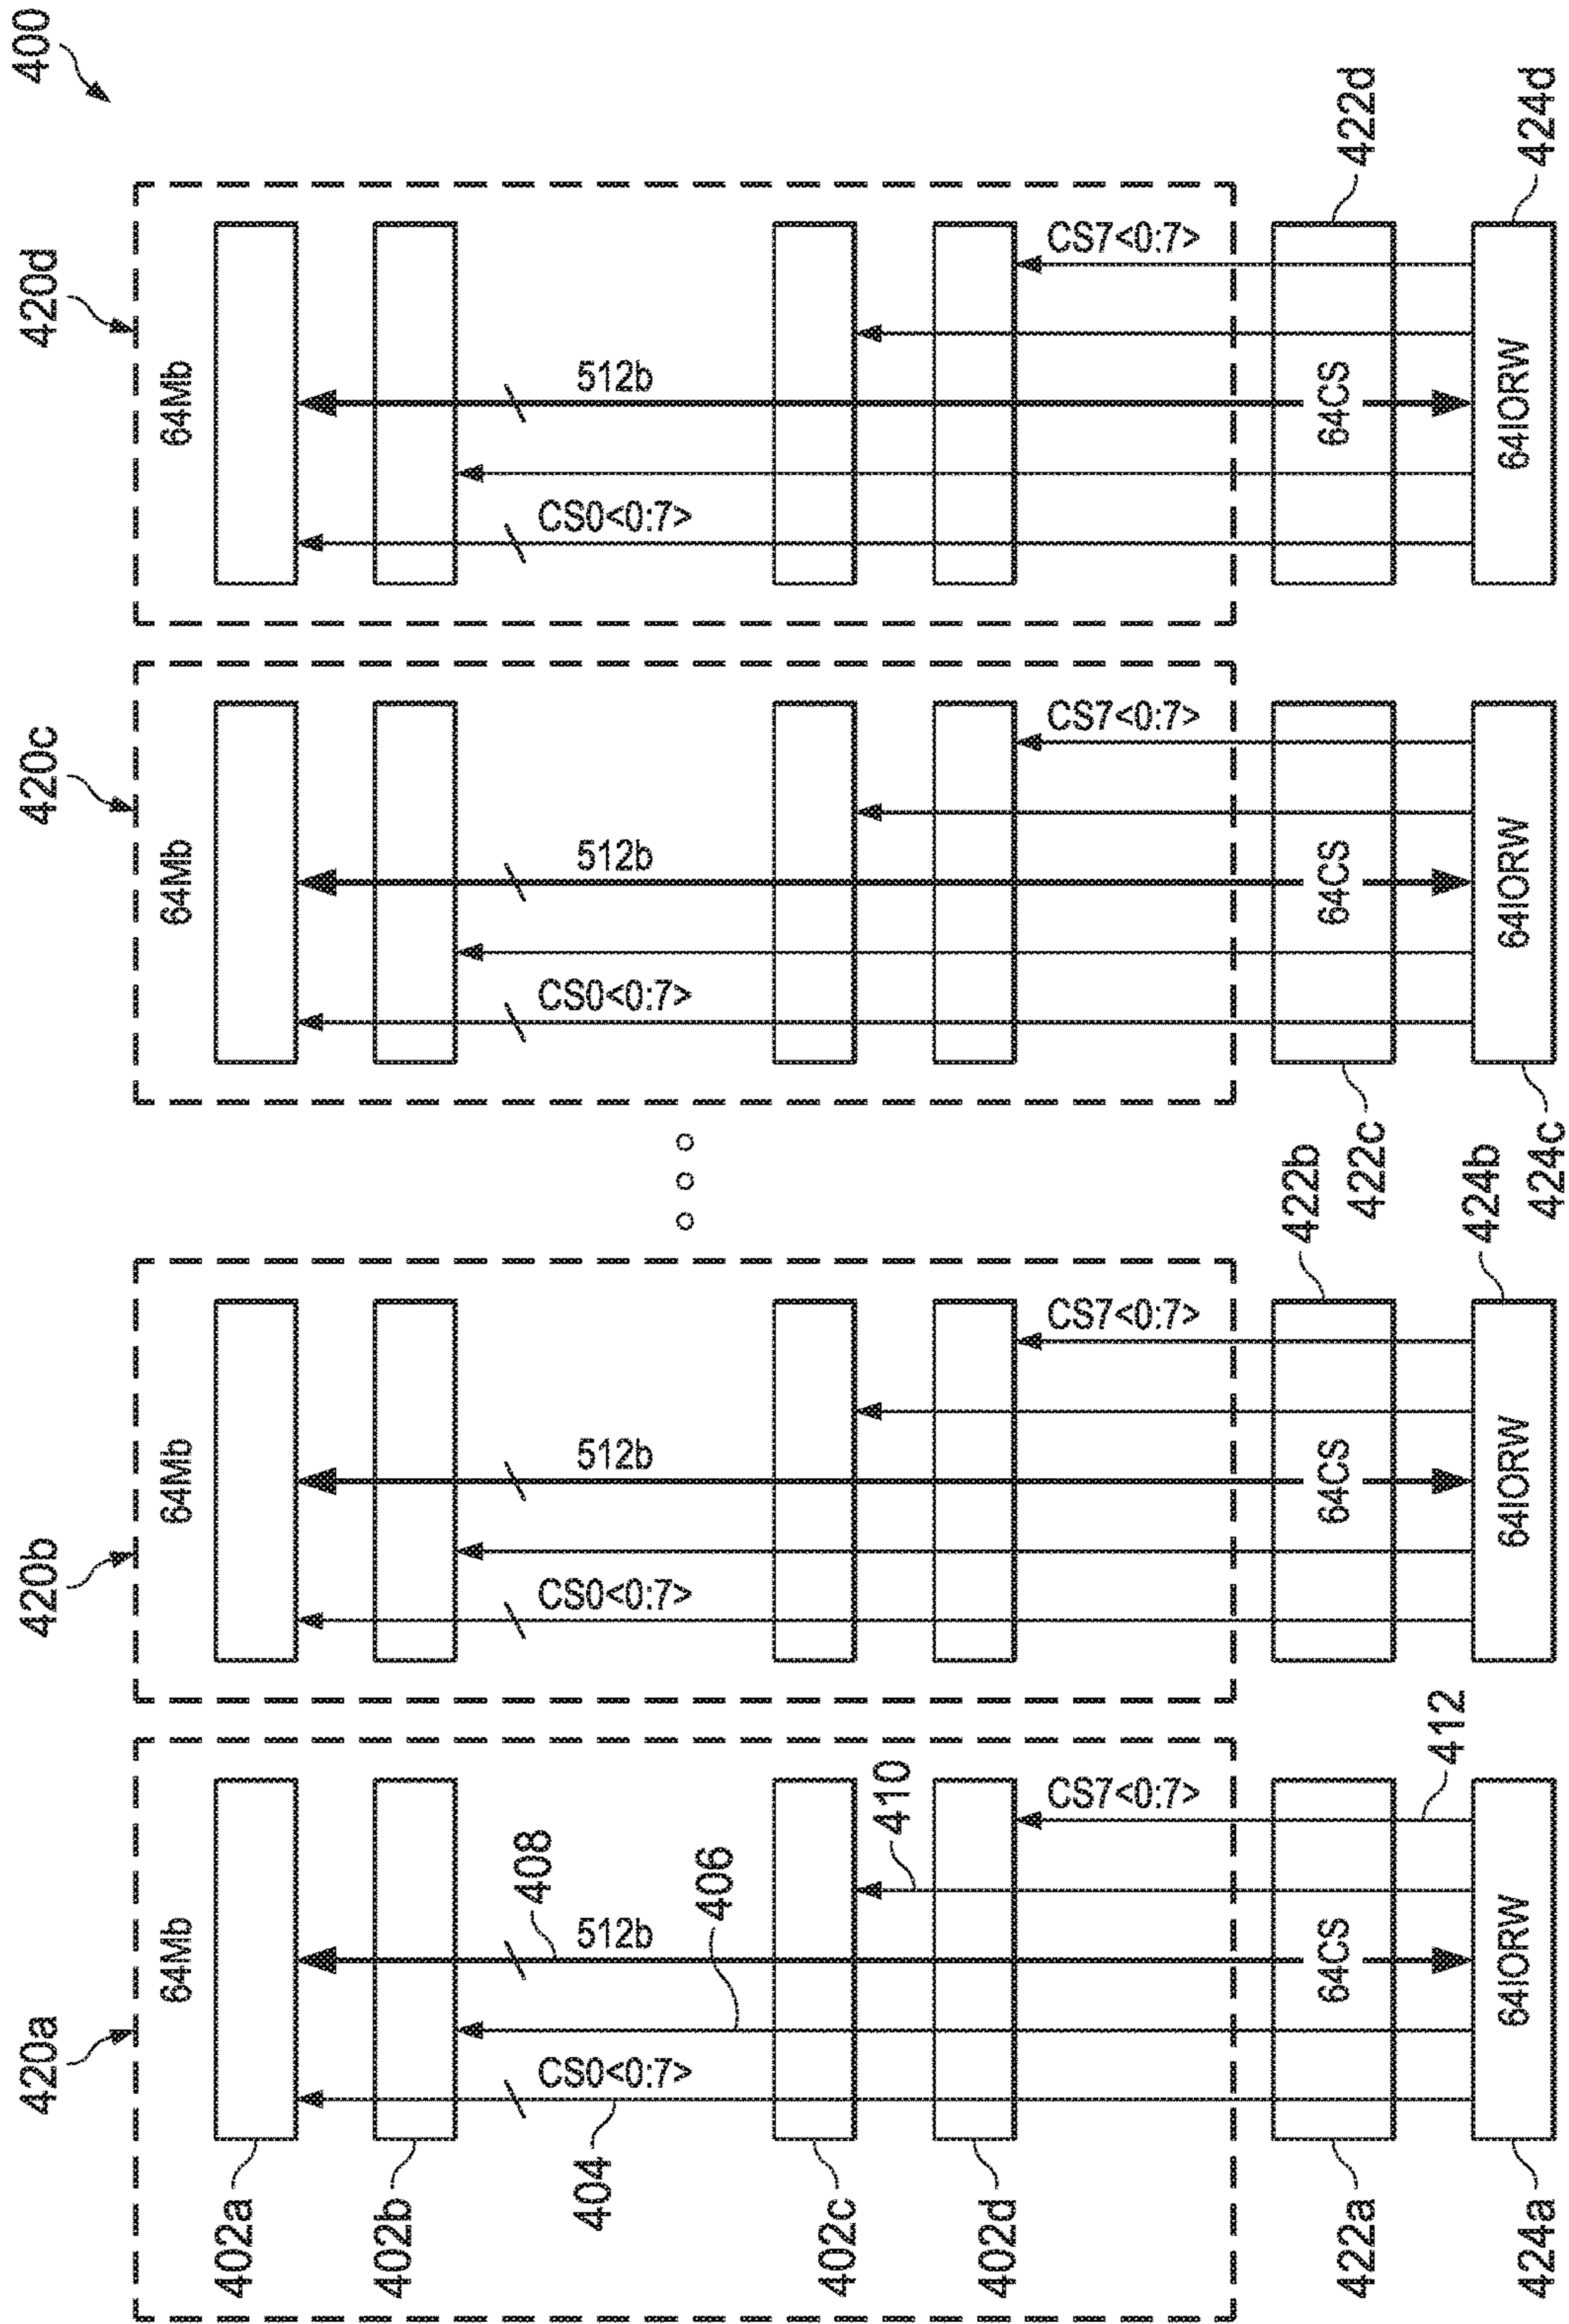 400
420a
420b
420c
420d
64Mb
64Mb
64Mb
64Mb
402a
402b
408
512b
512b
512b
512b
406
CS0<0:7>
CS0<0:7>
CS0<0:7>
CS0<0:7>
404
402c
402d
410
CS7<0:7>
CS7<0:7>
CS7<0:7>
CS7<0:7>
422a
64CS
422b
64CS
422c
64CS
64CS
422d
412
424a
64IORW
424b
64IORW
424c
64IORW
64IORW
424d